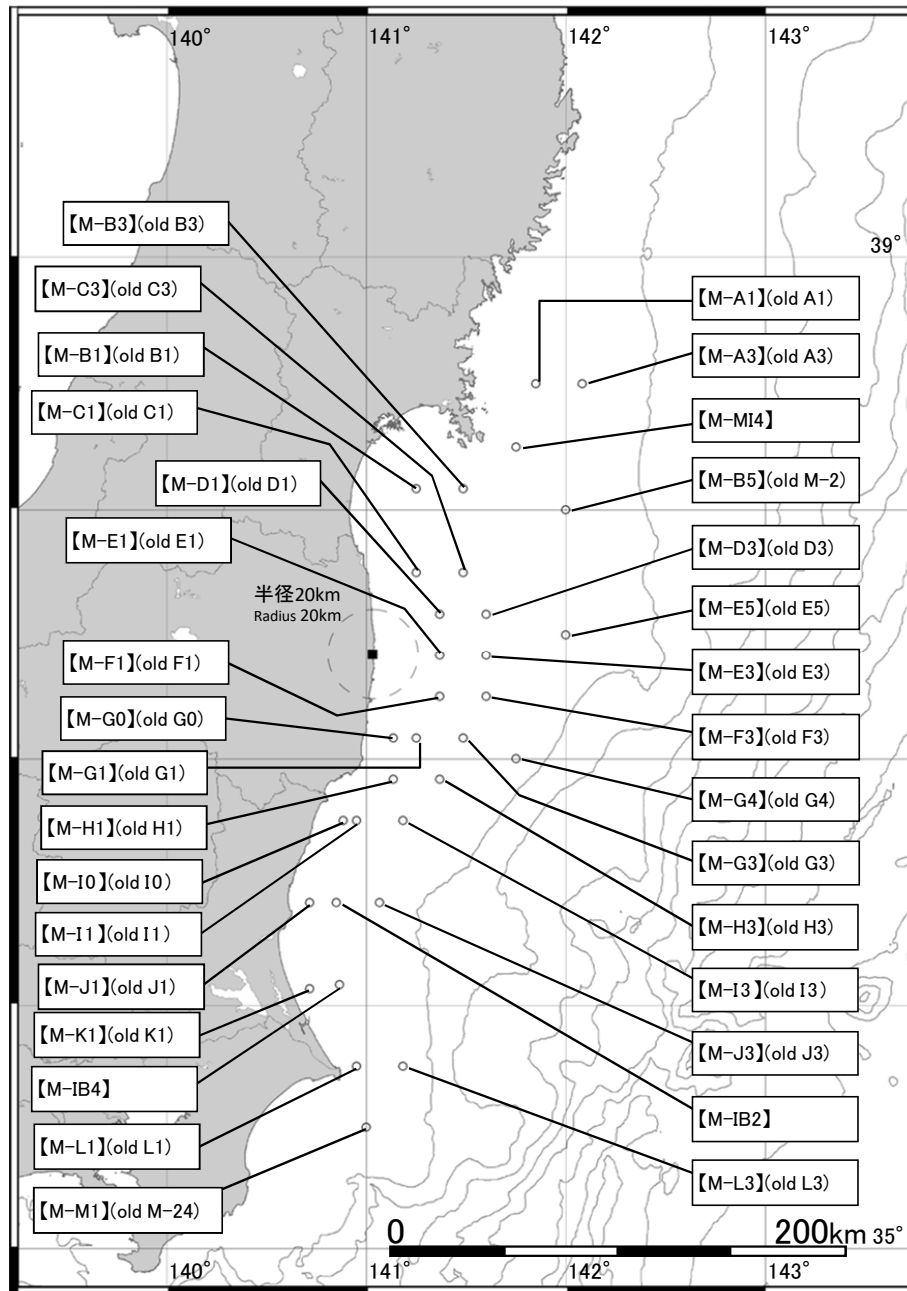 140°
141°
142°
143°
39°
【M-B3】(old B3)
【M-C3】(old C3)
【M-B1】(old B1)
【M-C1】(old C1)
【M-D1】(old D1)
【M-E1】(old E1)
半径20km
Radius 20km
【M-F1】(old F1)
【M-G0】(old G0)
【M-G1】(old G1)
【M-H1】(old H1)
【M-I0】(old I0)
【M-I1】(old I1)
【M-J1】(old J1)
【M-K1】(old K1)
【M-IB4】
【M-L1】(old L1)
【M-M1】(old M-24)
【M-A1】(old A1)
【M-A3】(old A3)
【M-MI4】
【M-B5】(old M-2)
【M-D3】(old D3)
【M-E5】(old E5)
【M-E3】(old E3)
【M-F3】(old F3)
【M-G4】(old G4)
【M-G3】(old G3)
【M-H3】(old H3)
【M-I3】(old I3)
【M-J3】(old J3)
【M-IB2】
【M-L3】(old L3)
0 200km
35°
140°
141°
142°
143°